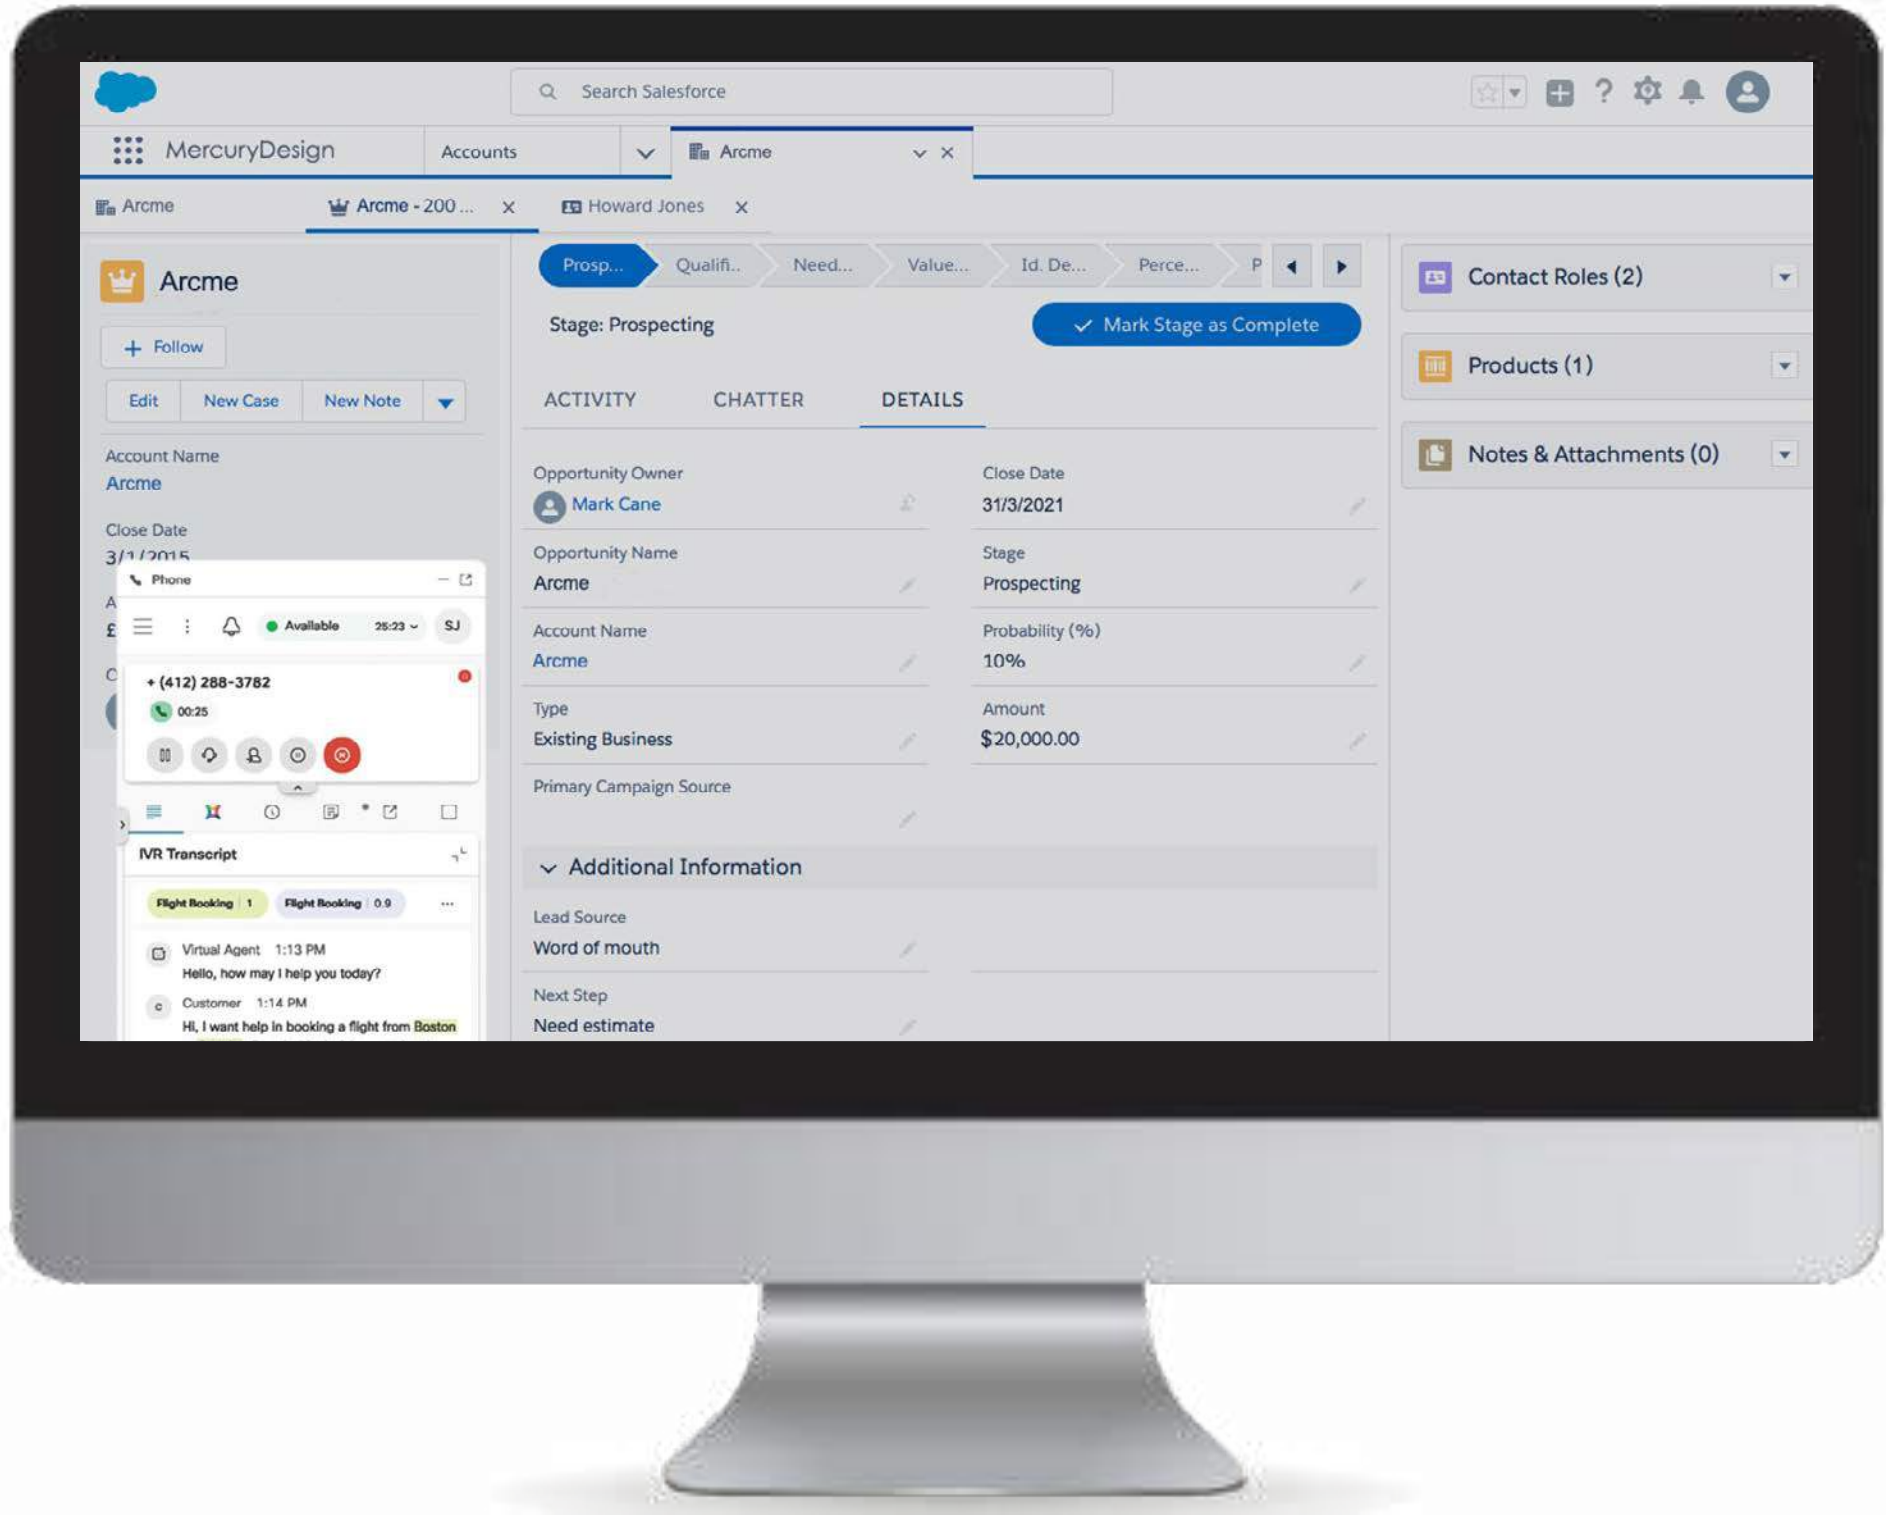 Search Salesforce
?
MercuryDesign
Accounts
Arcme
Arcme
Arcme - 200 ...
Howard Jones
Arcme
+ Follow
Edit
New Case
New Note
Account Name
Arcme
Close Date
3/1/2015
A
£
C
Phone
Available
25:23
SJ
+ (412) 288-3782
00:25
IVR Transcript
Flight Booking 1
Flight Booking 0.9
...
Virtual Agent 1:13 PM
Hello, how may I help you today?
C
Customer 1:14 PM
Hi, I want help in booking a flight from Boston
Prosp...
Qualifi..
Need...
Value...
Id. De...
Perce...
P
Stage: Prospecting
Mark Stage as Complete
ACTIVITY
CHATTER
DETAILS
Opportunity Owner
Mark Cane
Close Date
31/3/2021
Opportunity Name
Arcme
Stage
Prospecting
Account Name
Arcme
Probability (%)
10%
Type
Existing Business
Amount
$20,000.00
Primary Campaign Source
Additional Information
Lead Source
Word of mouth
Next Step
Need estimate
Contact Roles (2)
Products (1)
Notes & Attachments (0)